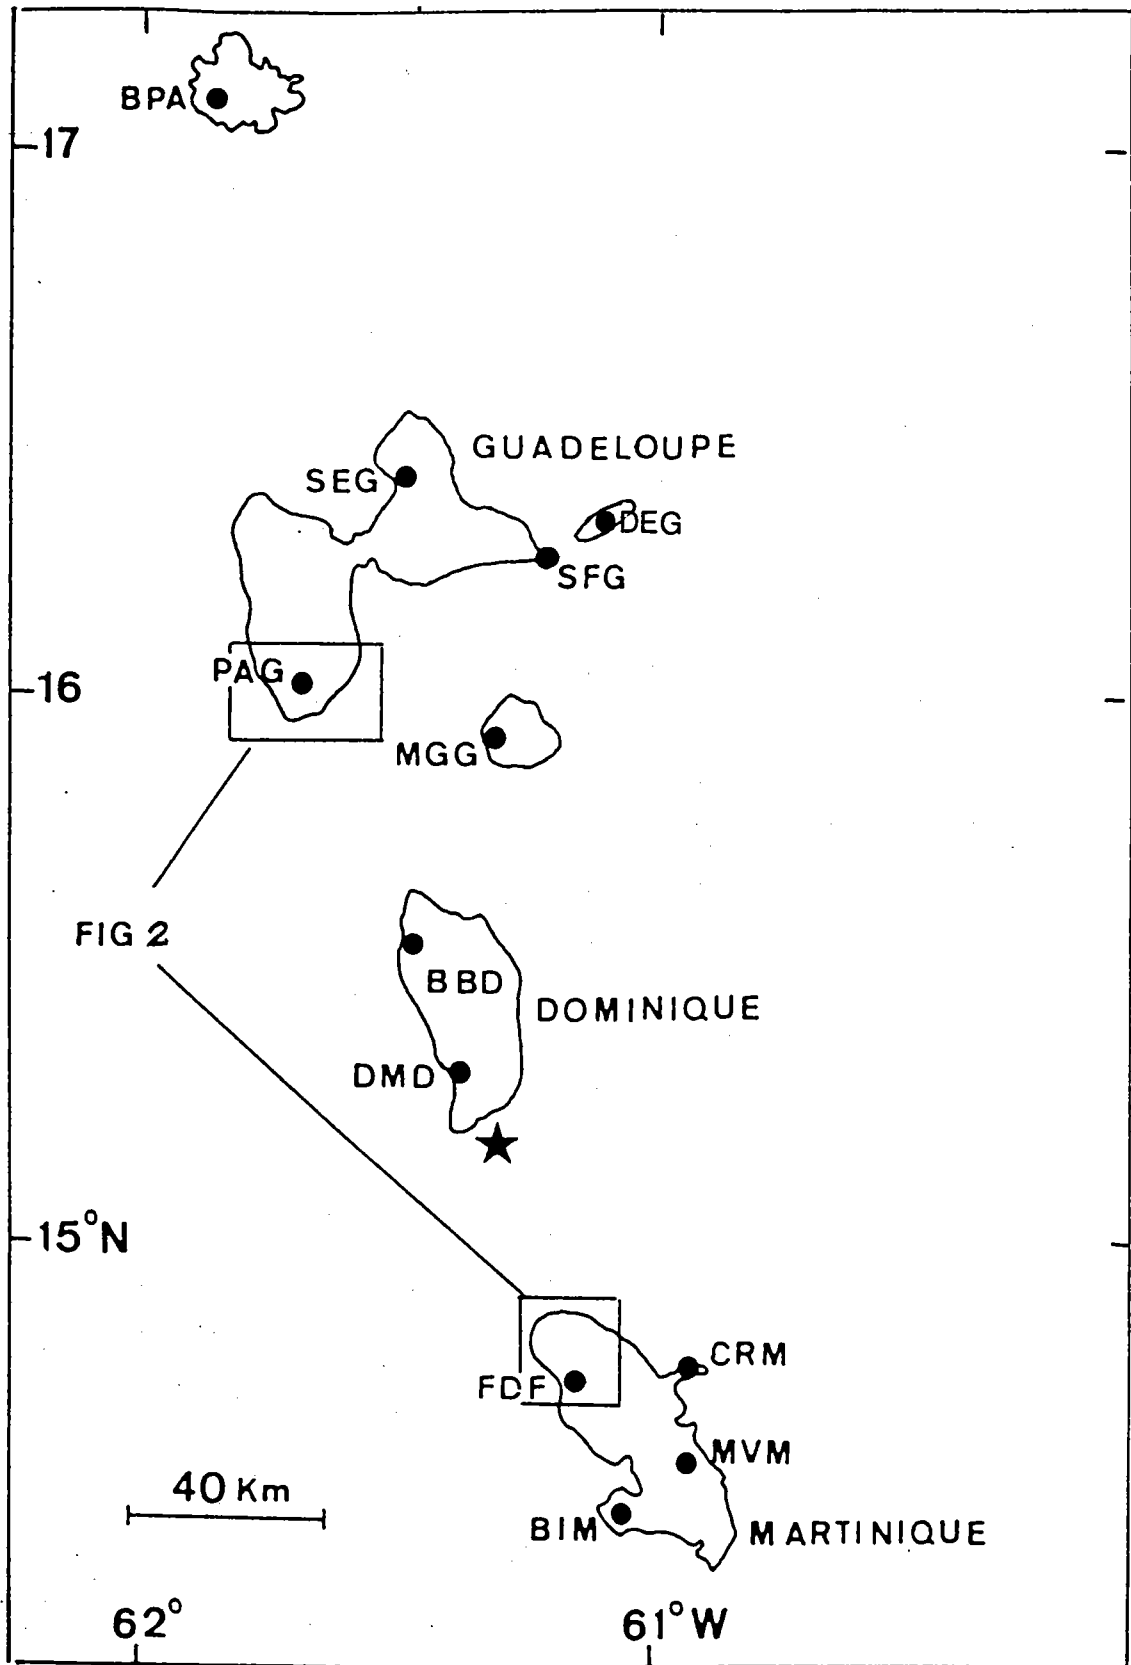 BPA
17
GUADELOUPE
SEG
DEG
SFG
PAG
16
MGG
FIG 2
BBD
DOMINIQUE
DMD
15°N
CRM
FDF
MVM
40 Km
BIM
MARTINIQUE
62°
61°W